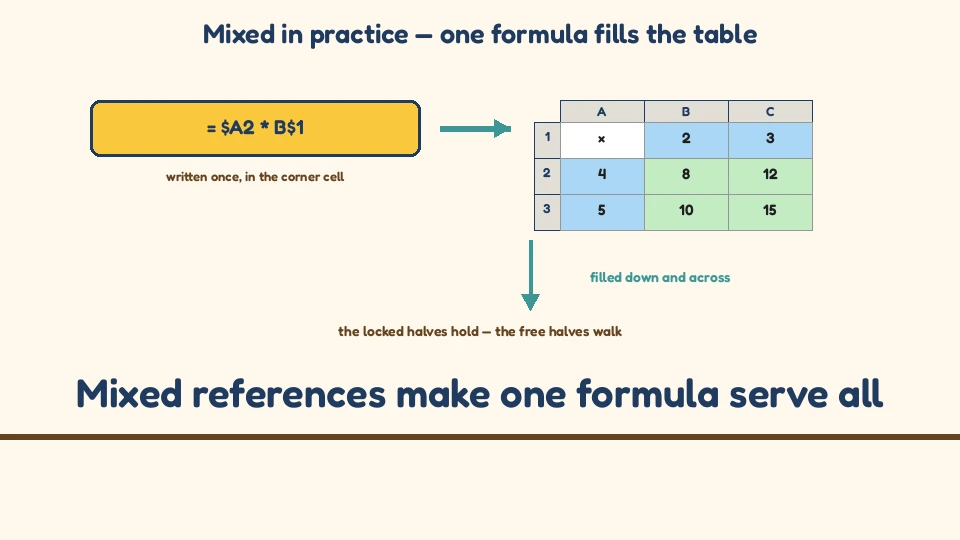 Mixed in practice — one formula fills the table
= $A2 * B$1
written once, in the corner cell
A B C
1 × 2 3
2 4 8 12
3 5 10 15
filled down and across
the locked halves hold — the free halves walk
Mixed references make one formula serve all